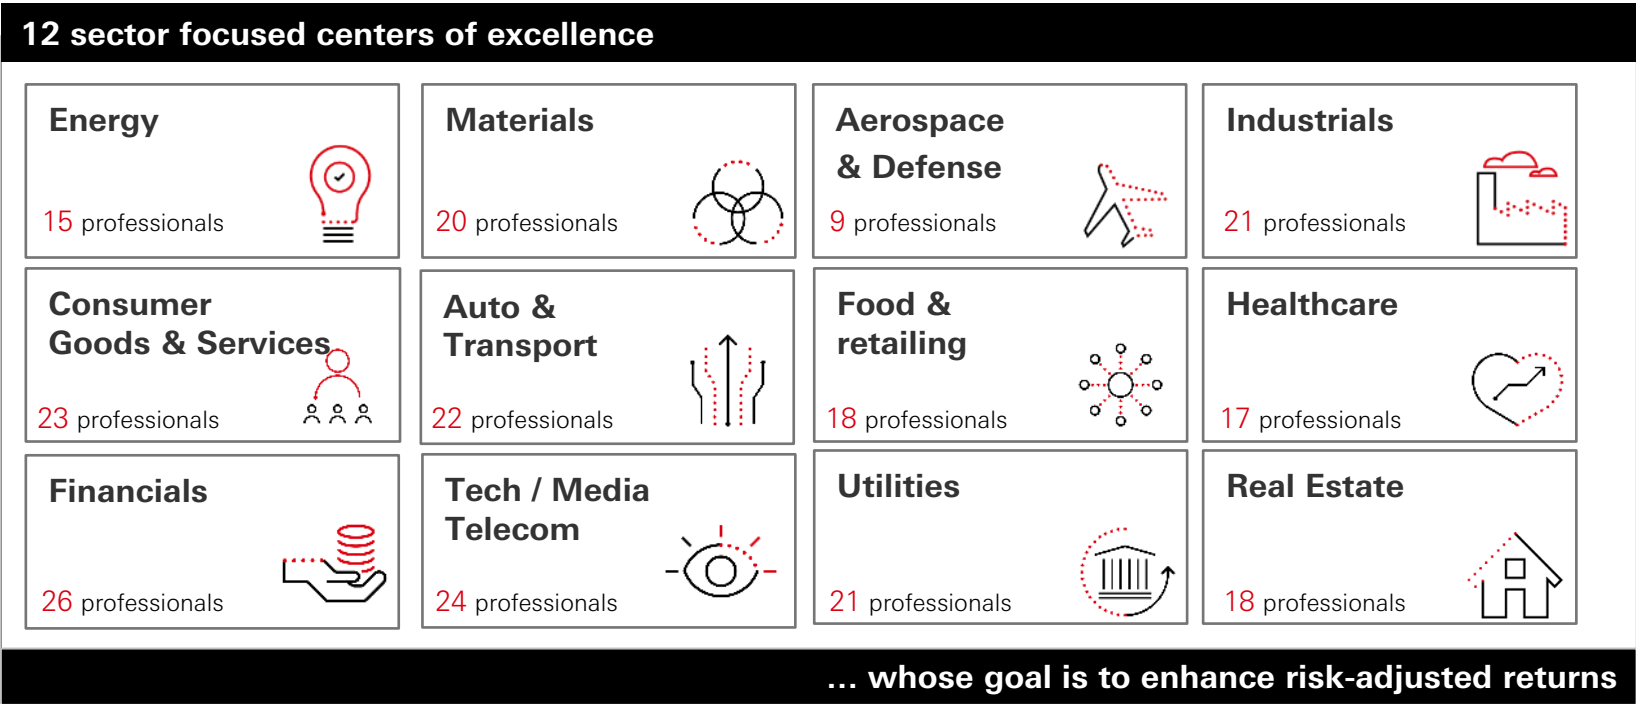 12 sector focused centers of excellence
Energy
15 professionals
Materials
20 professionals
Aerospace
& Defense
9 professionals
Industrials
21 professionals
Consumer
Goods & Services
23 professionals
Auto &
Transport
22 professionals
Food &
retailing
18 professionals
Healthcare
17 professionals
Financials
26 professionals
Tech / Media
Telecom
24 professionals
Utilities
21 professionals
Real Estate
18 professionals
... whose goal is to enhance risk-adjusted returns